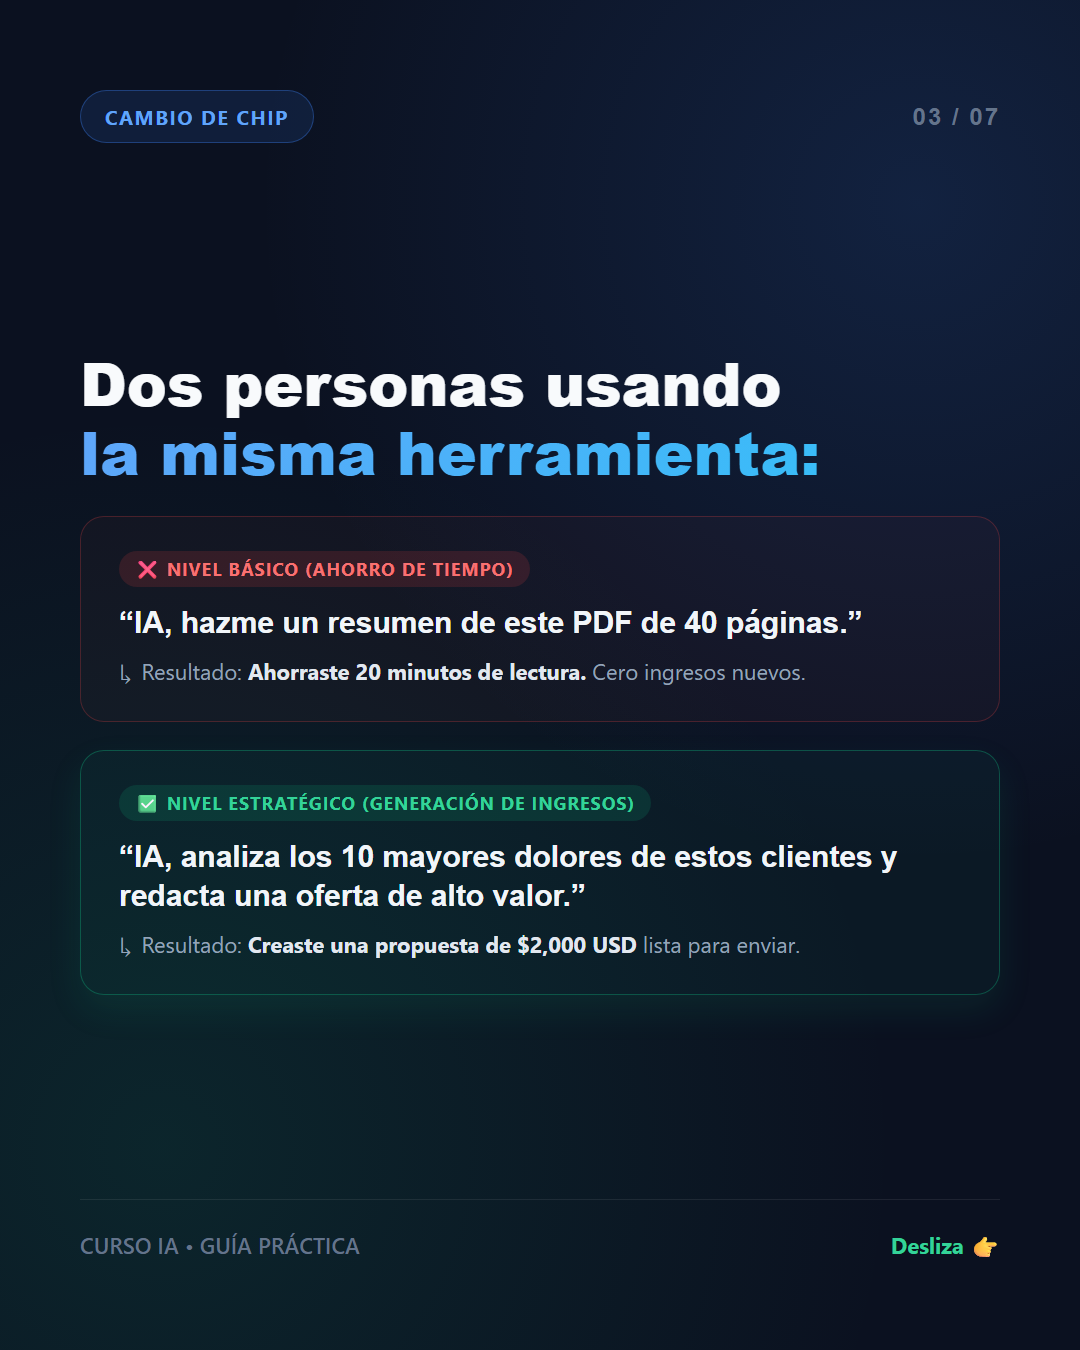 CAMBIO DE CHIP
03 / 07
Dos personas usando
la misma herramienta:
❌ NIVEL BÁSICO (AHORRO DE TIEMPO)
“IA, hazme un resumen de este PDF de 40 páginas.”
↳ Resultado: Ahorraste 20 minutos de lectura. Cero ingresos nuevos.
✅ NIVEL ESTRATÉGICO (GENERACIÓN DE INGRESOS)
“IA, analiza los 10 mayores dolores de estos clientes y
redacta una oferta de alto valor.”
↳ Resultado: Creaste una propuesta de $2,000 USD lista para enviar.
CURSO IA • GUÍA PRÁCTICA
Desliza 👉